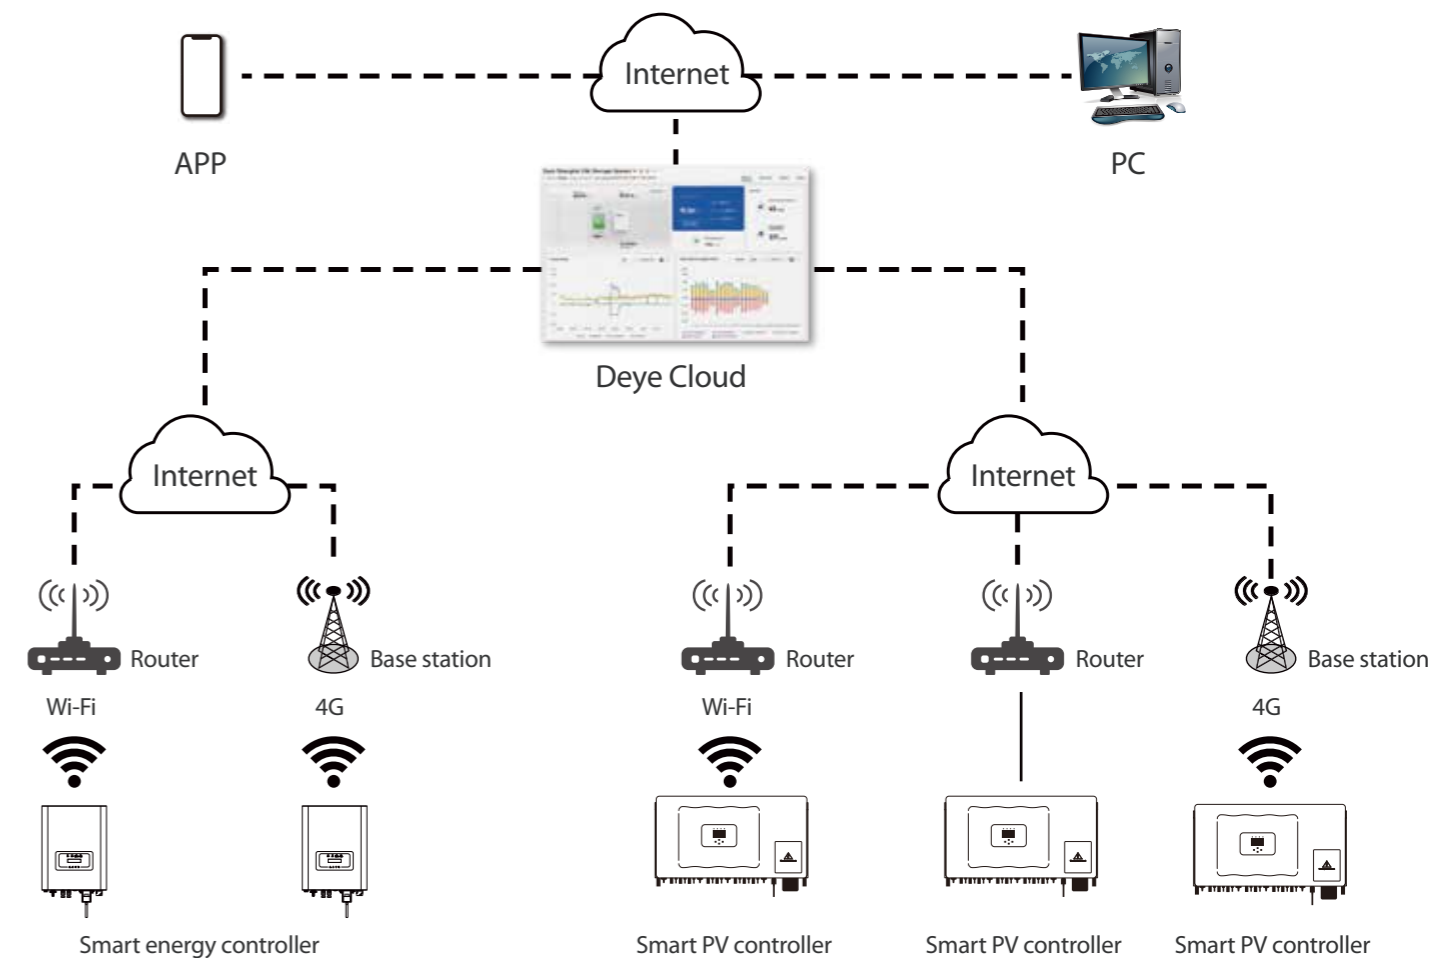 Internet
APP
PC
Deye Cloud
Internet
Internet
Router
Base station
Router
Router
Base station
Wi-Fi
4G
Wi-Fi
4G
Smart energy controller
Smart PV controller
Smart PV controller
Smart PV controller